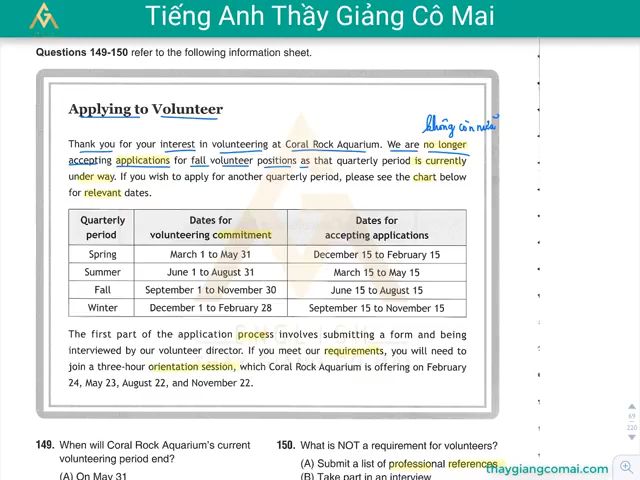 Tiếng Anh Thầy Giảng Cô Mai
Questions 149-150 refer to the following information sheet.
Applying to Volunteer
không còn nữa
Thank you for your interest in volunteering at Coral Rock Aquarium. We are no longer
accepting applications for fall volunteer positions as that quarterly period is currently
under way. If you wish to apply for another quarterly period, please see the chart below
for relevant dates.
Quarterly period | Dates for volunteering commitment | Dates for accepting applications
Spring | March 1 to May 31 | December 15 to February 15
Summer | June 1 to August 31 | March 15 to May 15
Fall | September 1 to November 30 | June 15 to August 15
Winter | December 1 to February 28 | September 15 to November 15
The first part of the application process involves submitting a form and being
interviewed by our volunteer director. If you meet our requirements, you will need to
join a three-hour orientation session, which Coral Rock Aquarium is offering on February
24, May 23, August 22, and November 22.
149. When will Coral Rock Aquarium's current
volunteering period end?
(A) On May 31
150. What is NOT a requirement for volunteers?
(A) Submit a list of professional references
(B) Take part in an interview
69
220
thaygiangcomai.com